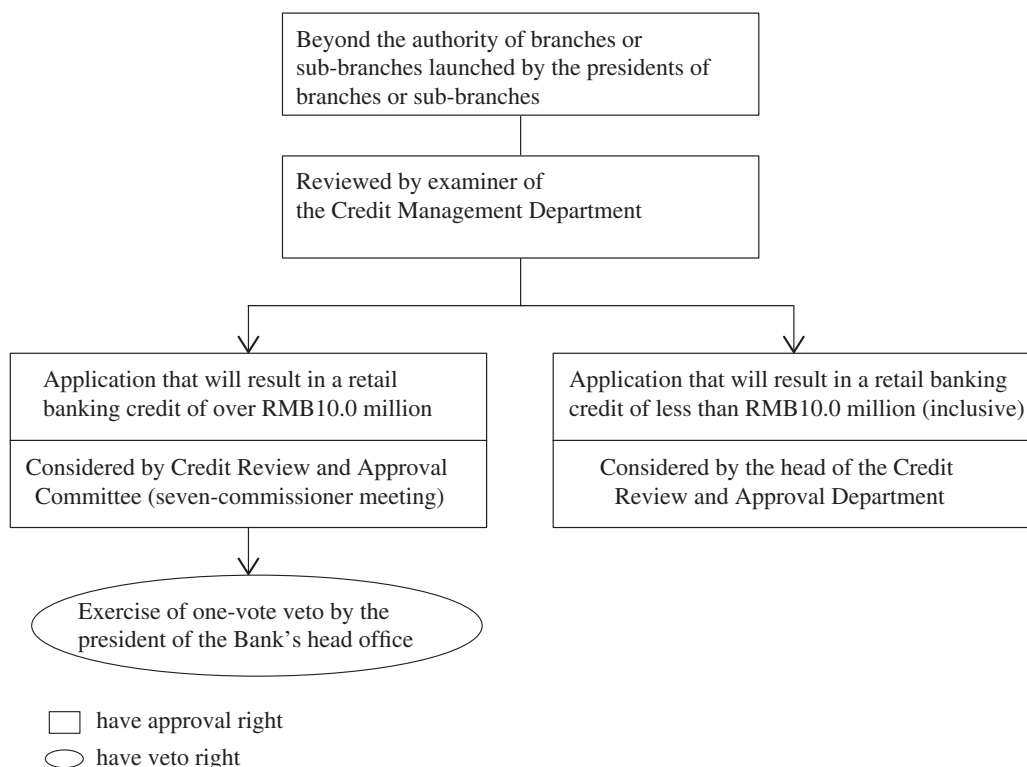 Beyond the authority of branches or
sub-branches launched by the presidents of
branches or sub-branches
Reviewed by examiner of
the Credit Management Department
Application that will result in a retail
banking credit of over RMB10.0 million
Considered by Credit Review and Approval
Committee (seven-commissioner meeting)
Application that will result in a retail banking
credit of less than RMB10.0 million (inclusive)
Considered by the head of the Credit
Review and Approval Department
Exercise of one-vote veto by the
president of the Bank’s head office
have approval right
have veto right